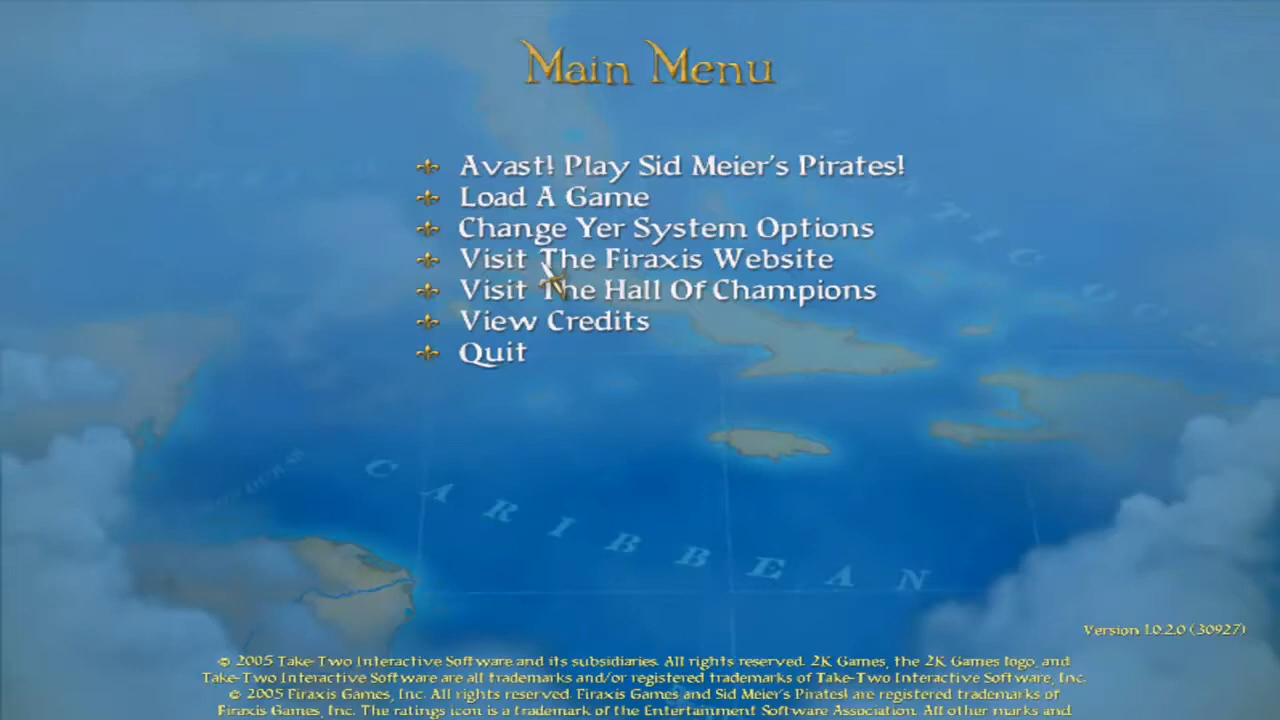 Main Menu
Avast! Play Sid Meier's Pirates!
Load A Game
Change Yer System Options
Visit The Firaxis Website
Visit The Hall Of Champions
View Credits
Quit
CARIBBEAN
Version 1.0.2.0 (30927)
© 2005 Take-Two Interactive Software and its subsidiaries. All rights reserved. 2K Games, the 2K Games logo, and
Take-Two Interactive Software are all trademarks and/or registered trademarks of Take-Two Interactive Software, Inc.
© 2005 Firaxis Games, Inc. All rights reserved. Firaxis Games and Sid Meier's Pirates! are registered trademarks of
Firaxis Games, Inc. The ratings icon is a trademark of the Entertainment Software Association. All other marks and